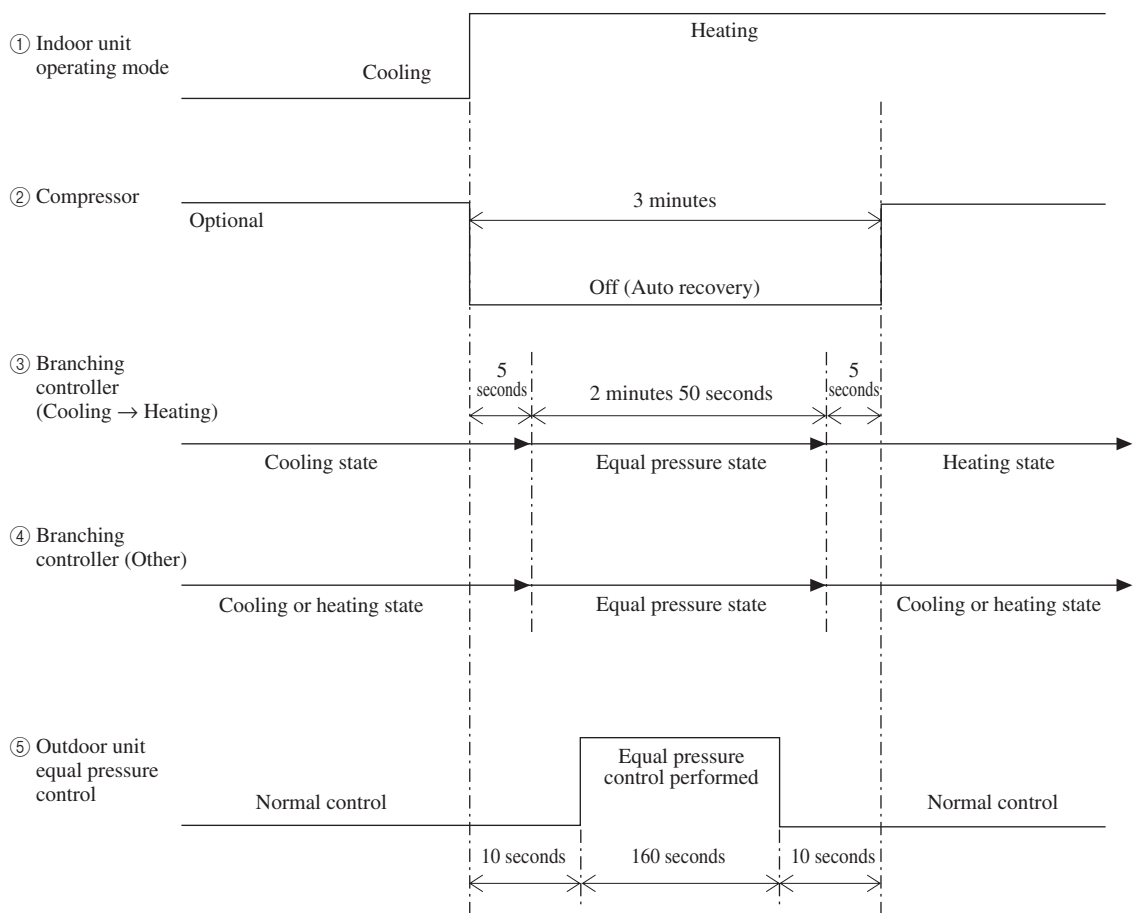 ① Indoor unit
operating mode
Cooling
Heating
② Compressor
Optional
3 minutes
Off (Auto recovery)
③ Branching
controller
(Cooling → Heating)
5
seconds
2 minutes 50 seconds
5
seconds
Cooling state
Equal pressure state
Heating state
④ Branching
controller (Other)
Cooling or heating state
Equal pressure state
Cooling or heating state
⑤ Outdoor unit
equal pressure
control
Normal control
Equal pressure
control performed
Normal control
10 seconds
160 seconds
10 seconds